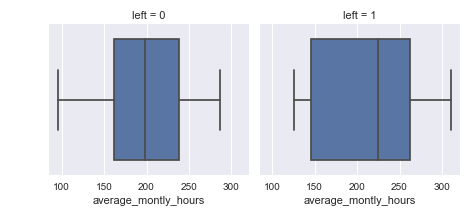 left = 0
left = 1
100 150 200 250 300
100 150 200 250 300
average_montly_hours
average_montly_hours